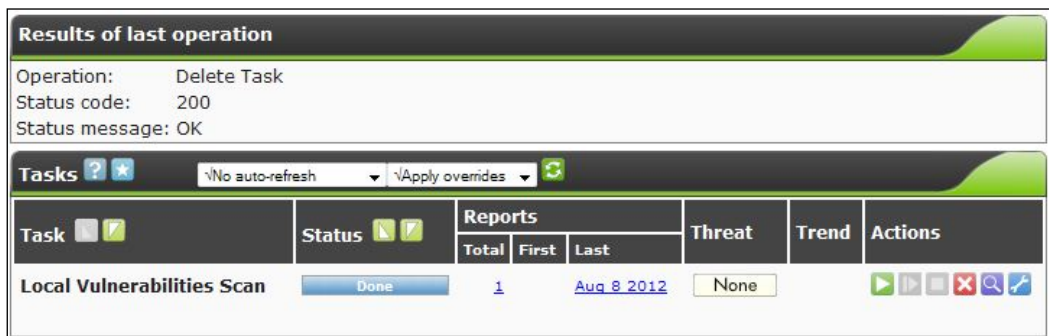 Results of last operation
Operation: Delete Task
Status code: 200
Status message: OK
Tasks ? √No auto-refresh √Apply overrides
Task Status Reports Threat Trend Actions
Total First Last
Local Vulnerabilities Scan Done 1 Aug 8 2012 None